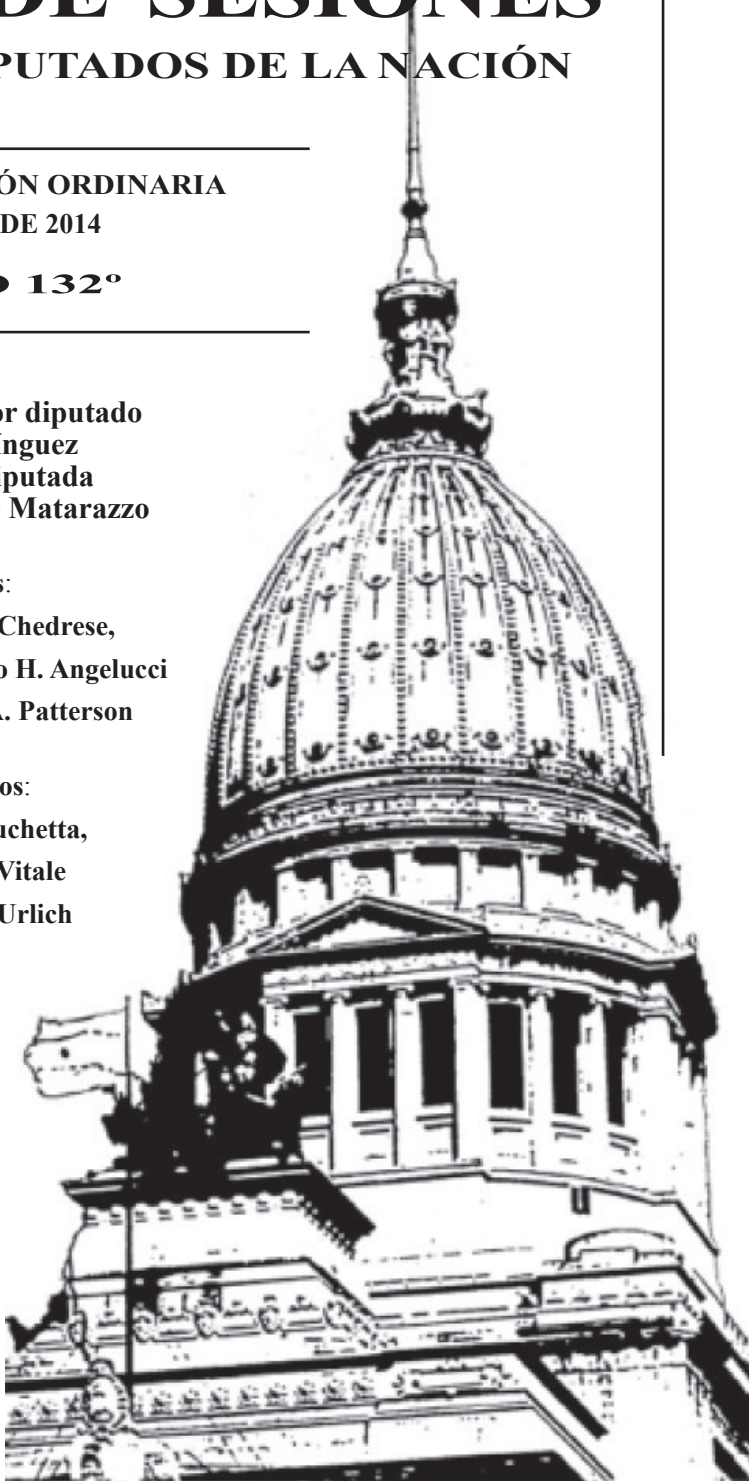 DE SESIONES
PUTADOS DE LA NACIÓN
ÓN ORDINARIA
DE 2014
O 132º
or diputado
ínguez
iputada
Matarazzo
s:
Chedrese,
o H. Angelucci
A. Patterson
os:
uchetta,
Vitale
Urlich